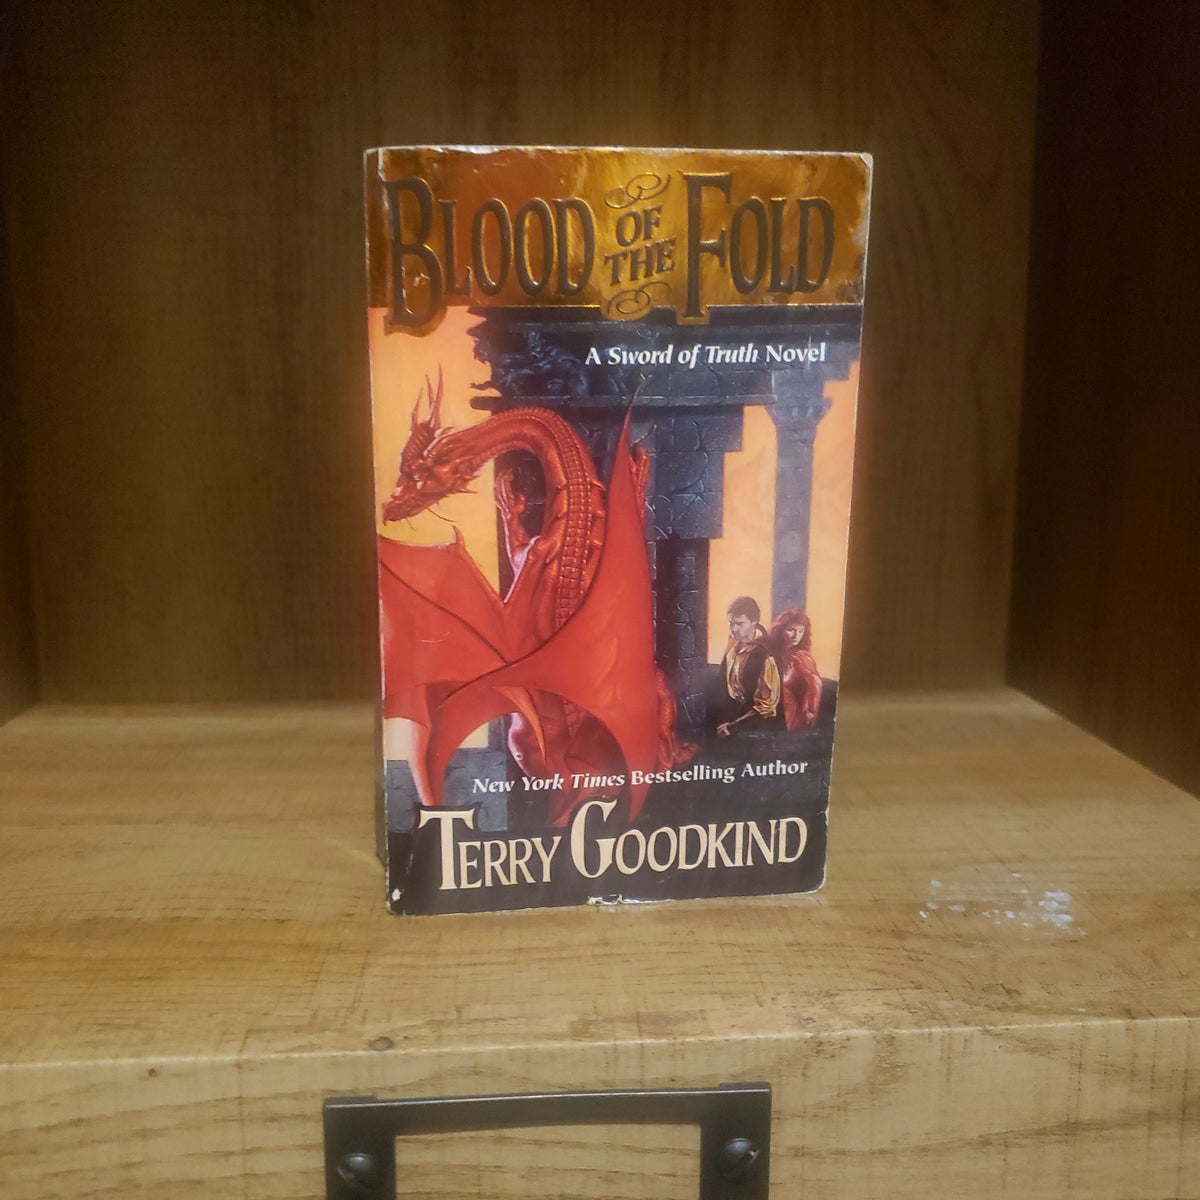 BLOOD OF THE FOLD
A Sword of Truth Novel
New York Times Bestselling Author
TERRY GOODKIND